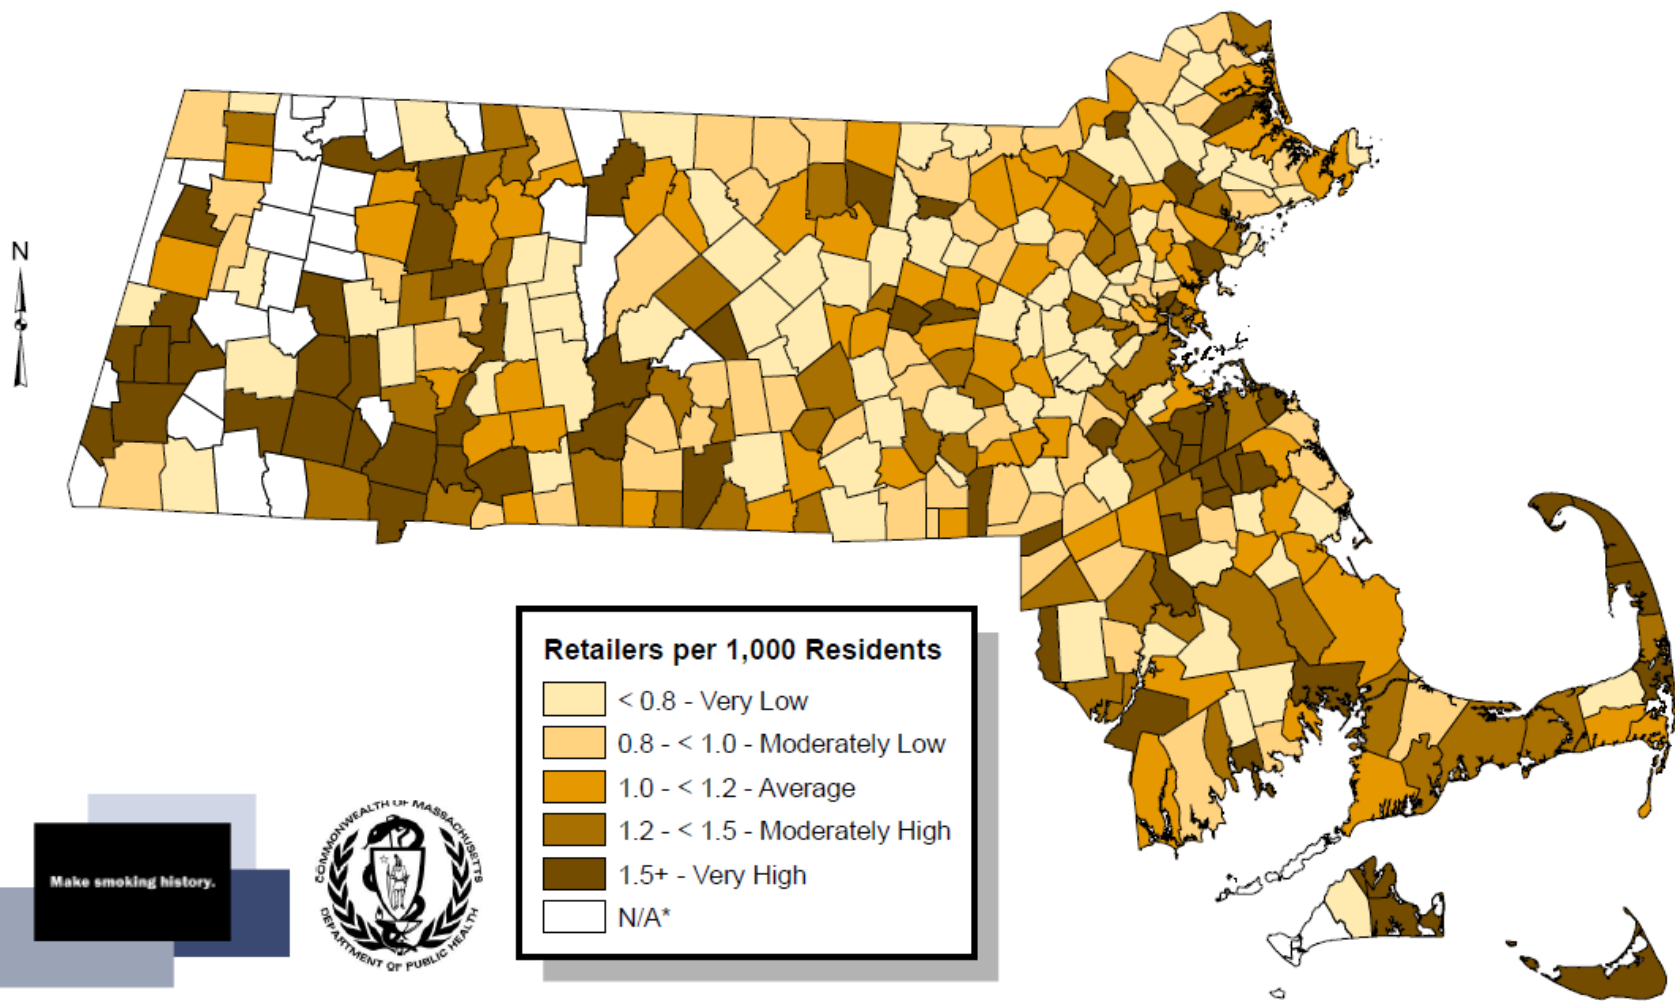 N
Retailers per 1,000 Residents
< 0.8 - Very Low
0.8 - < 1.0 - Moderately Low
1.0 - < 1.2 - Average
1.2 - < 1.5 - Moderately High
1.5+ - Very High
N/A*
Make smoking history.
COMMONWEALTH OF MASSACHUSETTS
DEPARTMENT OF PUBLIC HEALTH